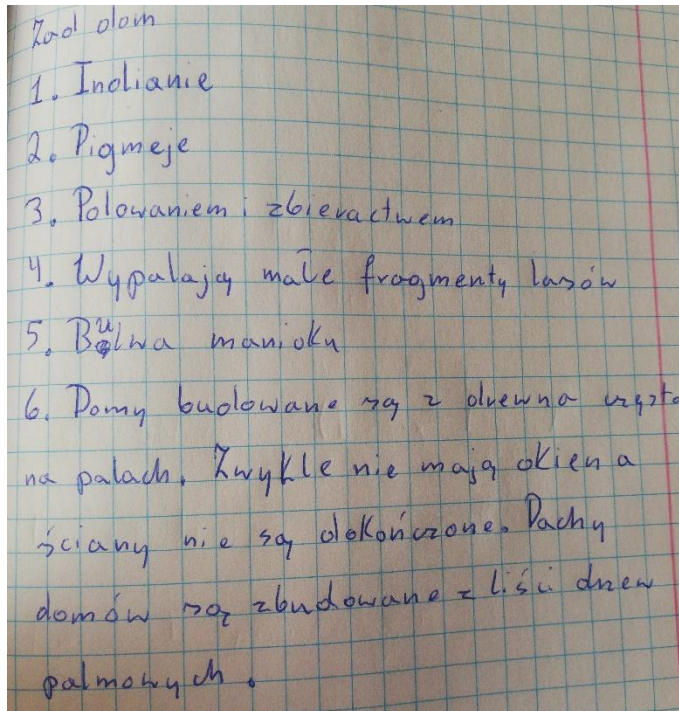 Zad dom
1. Indianie
2. Pigmeje
3. Polowaniem i zbieractwem
4. Wypalają małe fragmenty lasów
5. Bulwa manioku
6. Domy budowane są z drewna często
na palach. Zwykle nie mają okien a
ściany nie są dokończone. Dachy
domów są zbudowane z liści drzew
palmowych.